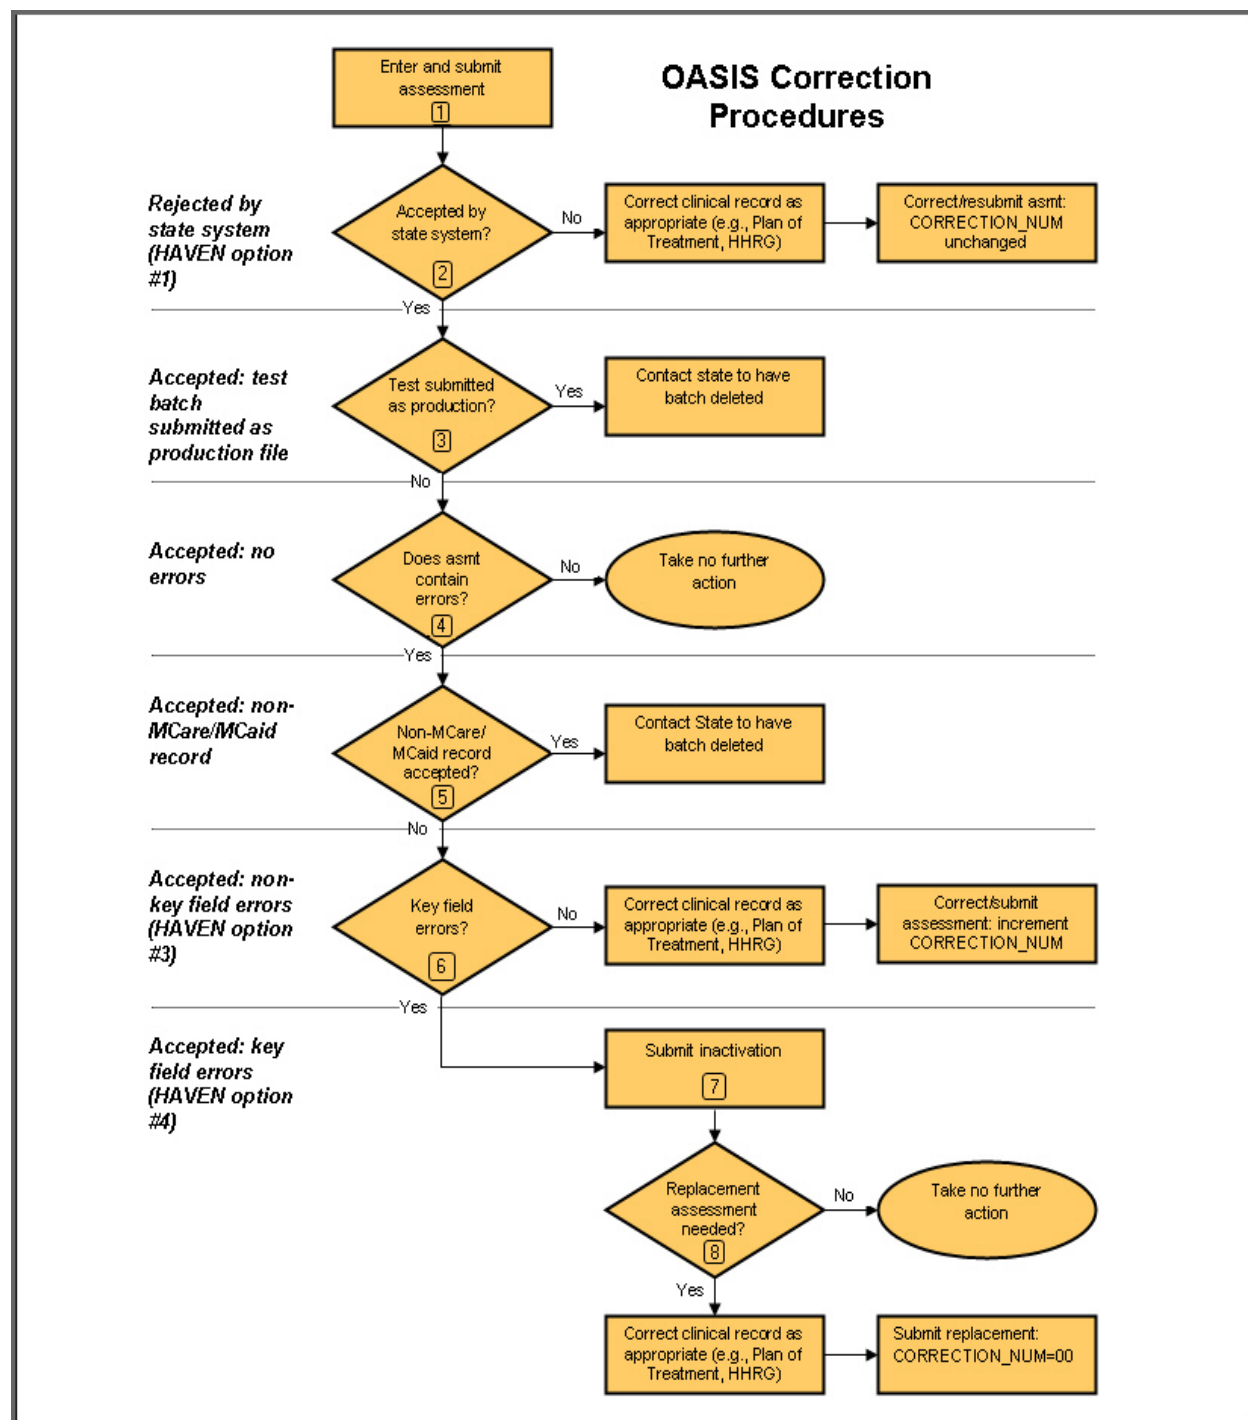 OASIS Correction
Procedures
Enter and submit
assessment
1
Rejected by
state system
(HAVEN option
#1)
Accepted by
state system?
2
No
Correct clinical record as
appropriate (e.g., Plan of
Treatment, HHRG)
Correct/resubmit asmt:
CORRECTION_NUM
unchanged
Yes
Accepted: test
batch
submitted as
production file
Test submitted
as production?
3
Yes
Contact state to have
batch deleted
No
Accepted: no
errors
Does asmt
contain
errors?
4
No
Take no further
action
Yes
Accepted: non-
MCare/MCaid
record
Non-MCare/
MCaid record
accepted?
5
Yes
Contact State to have
batch deleted
No
Accepted: non-
key field errors
(HAVEN option
#3)
Key field
errors?
6
No
Correct clinical record as
appropriate (e.g., Plan of
Treatment, HHRG)
Correct/submit
assessment: increment
CORRECTION_NUM
Yes
Accepted: key
field errors
(HAVEN option
#4)
Submit inactivation
7
Replacement
assessment
needed?
8
No
Take no further
action
Yes
Correct clinical record as
appropriate (e.g., Plan of
Treatment, HHRG)
Submit replacement:
CORRECTION_NUM=00